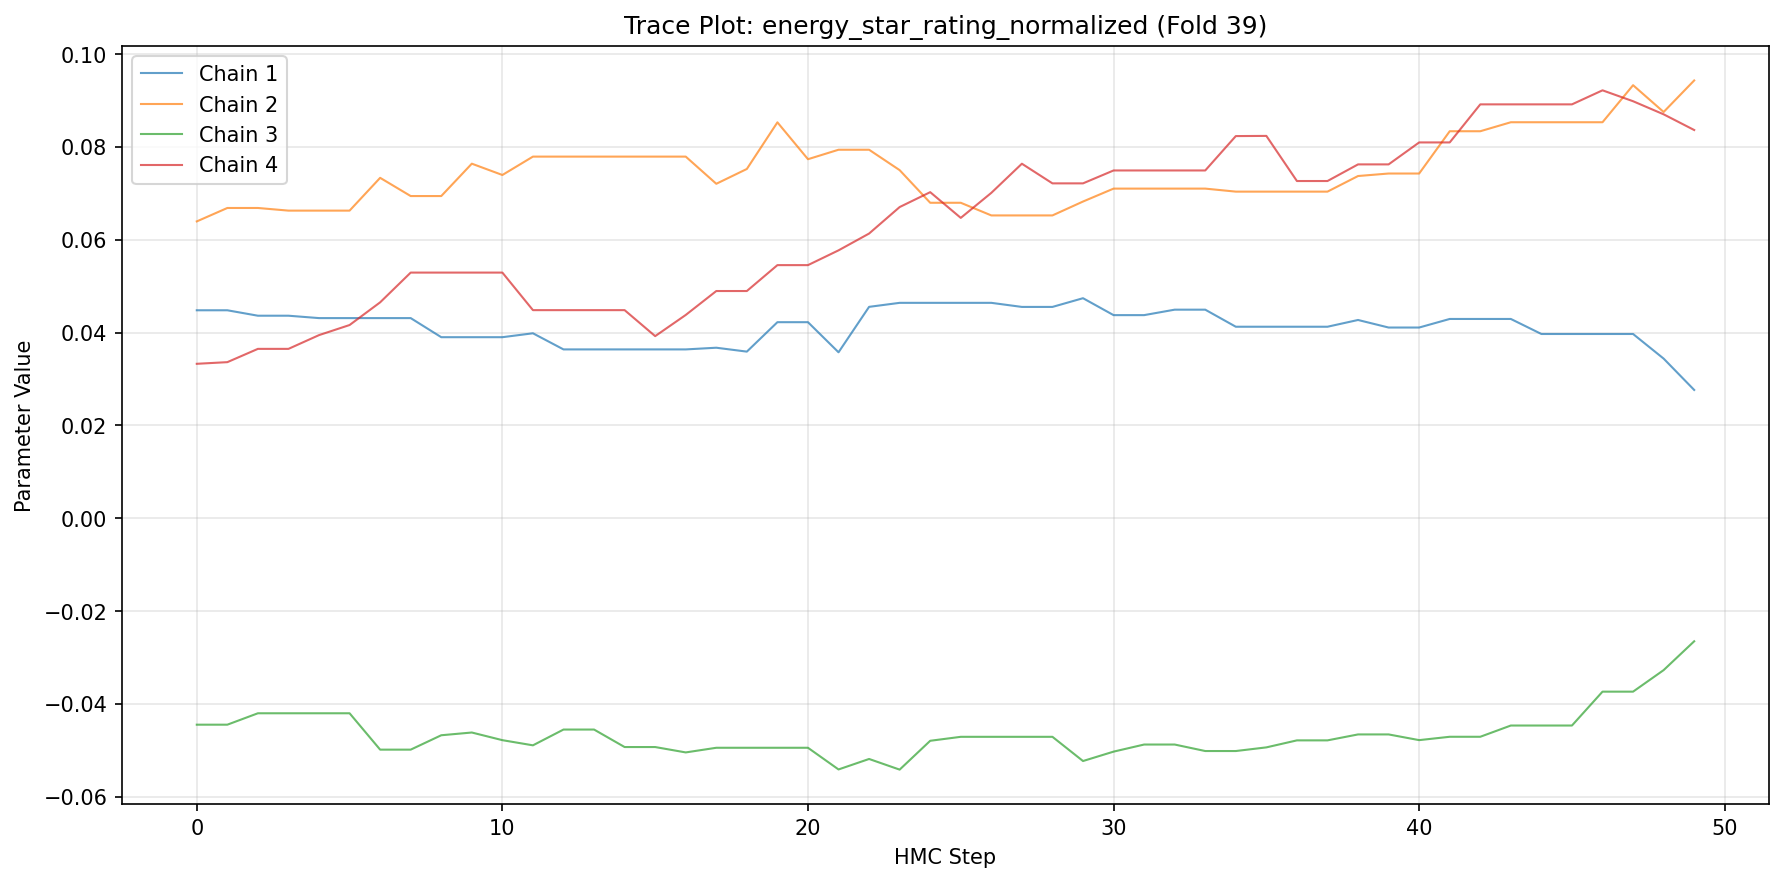 Trace Plot: energy_star_rating_normalized (Fold 39)
Chain 1
Chain 2
Chain 3
Chain 4
Parameter Value
0.10
0.08
0.06
0.04
0.02
0.00
−0.02
−0.04
−0.06
0 10 20 30 40 50
HMC Step